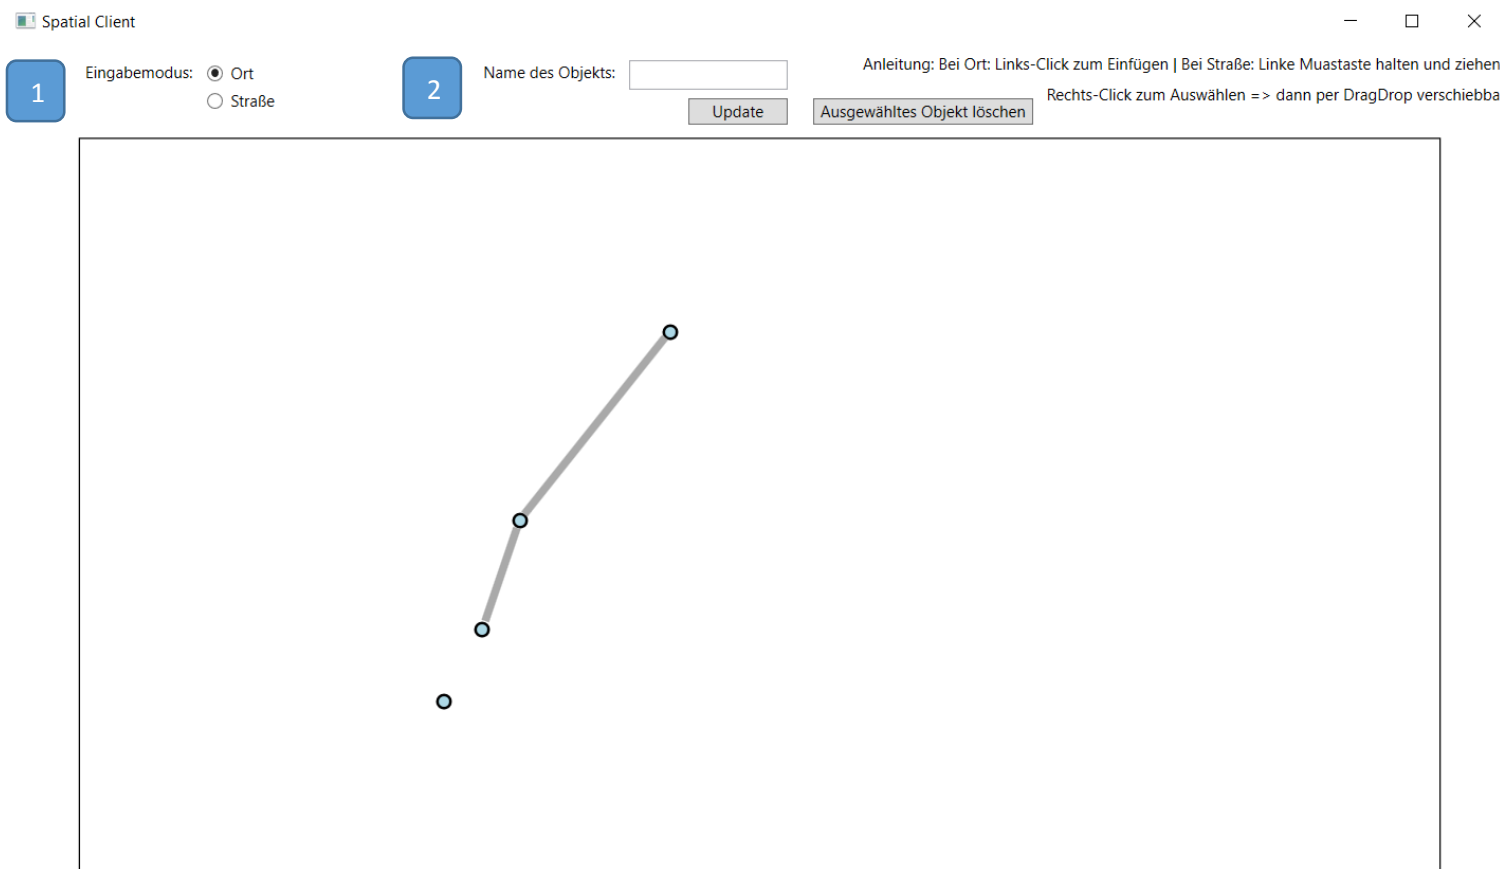 Spatial Client
1
Eingabemodus:
Ort
Straße
2
Name des Objekts:
Update
Ausgewähltes Objekt löschen
Anleitung: Bei Ort: Links-Click zum Einfügen | Bei Straße: Linke Muastaste halten und ziehen
Rechts-Click zum Auswählen => dann per DragDrop verschiebba